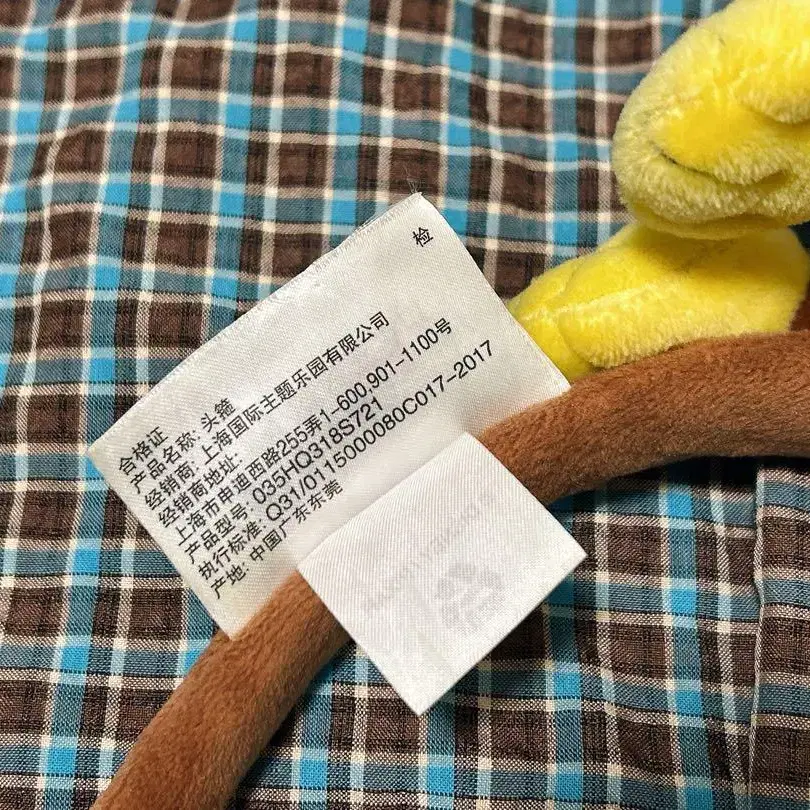 检
合格证
产品名称: 头箍
经销商: 上海国际主题乐园有限公司
经销商地址:
上海市申迪西路255弄1-600,901-1100号
产品型号: 035HQ318S721
执行标准: Q31/0115000080C017-2017
产地: 中国广东东莞